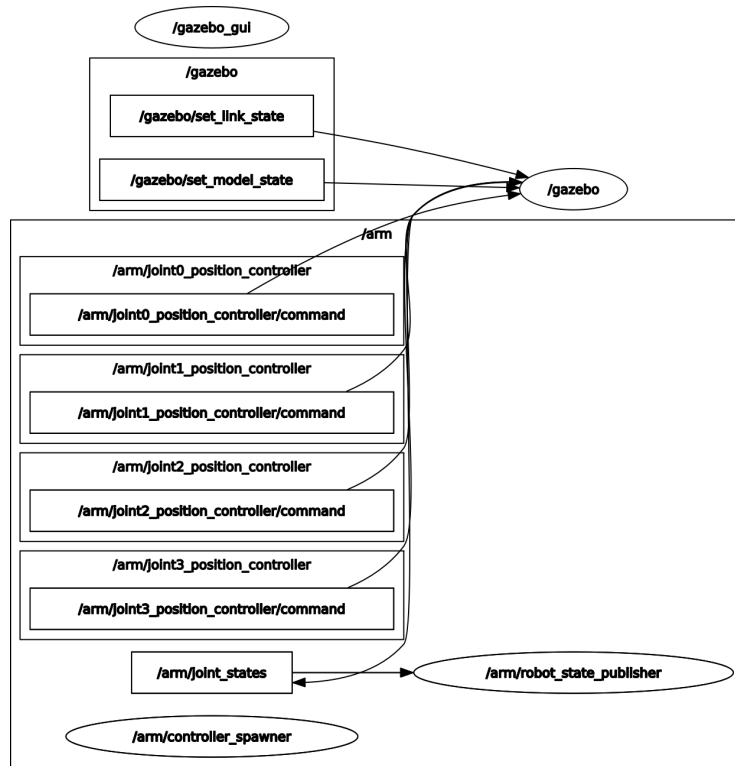 /gazebo_gui
/gazebo
/gazebo/set_link_state
/gazebo/set_model_state
/gazebo
/arm
/arm/joint0_position_controller
/arm/joint0_position_controller/command
/arm/joint1_position_controller
/arm/joint1_position_controller/command
/arm/joint2_position_controller
/arm/joint2_position_controller/command
/arm/joint3_position_controller
/arm/joint3_position_controller/command
/arm/joint_states
/arm/robot_state_publisher
/arm/controller_spawner